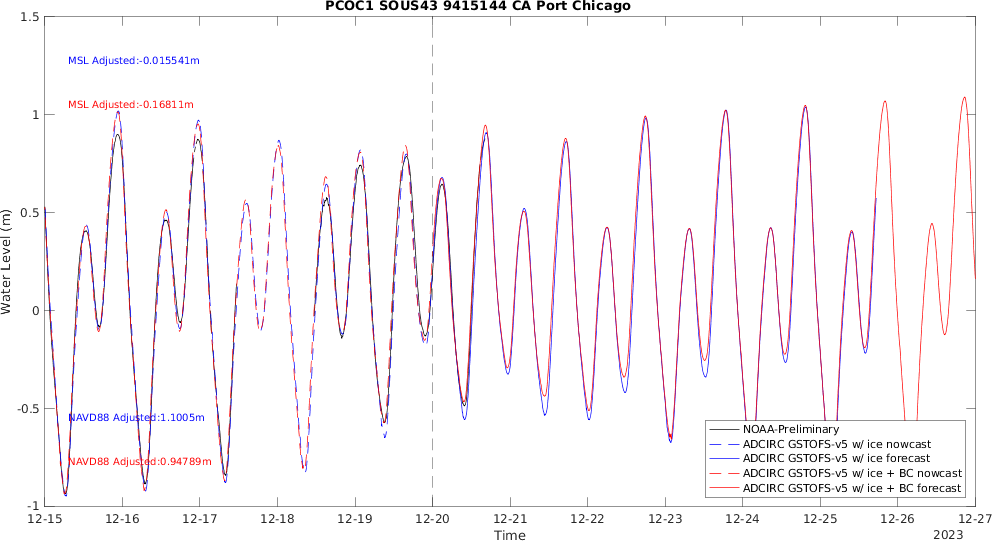 PCOC1 SOUS43 9415144 CA Port Chicago
1.5
1
0.5
0
-0.5
-1
Water Level (m)
MSL Adjusted:-0.015541m
MSL Adjusted:-0.16811m
NAVD88 Adjusted:1.1005m
NAVD88 Adjusted:0.94789m
NOAA-Preliminary
ADCIRC GSTOFS-v5 w/ ice nowcast
ADCIRC GSTOFS-v5 w/ ice forecast
ADCIRC GSTOFS-v5 w/ ice + BC nowcast
ADCIRC GSTOFS-v5 w/ ice + BC forecast
12-15 12-16 12-17 12-18 12-19 12-20 12-21 12-22 12-23 12-24 12-25 12-26 12-27
Time
2023